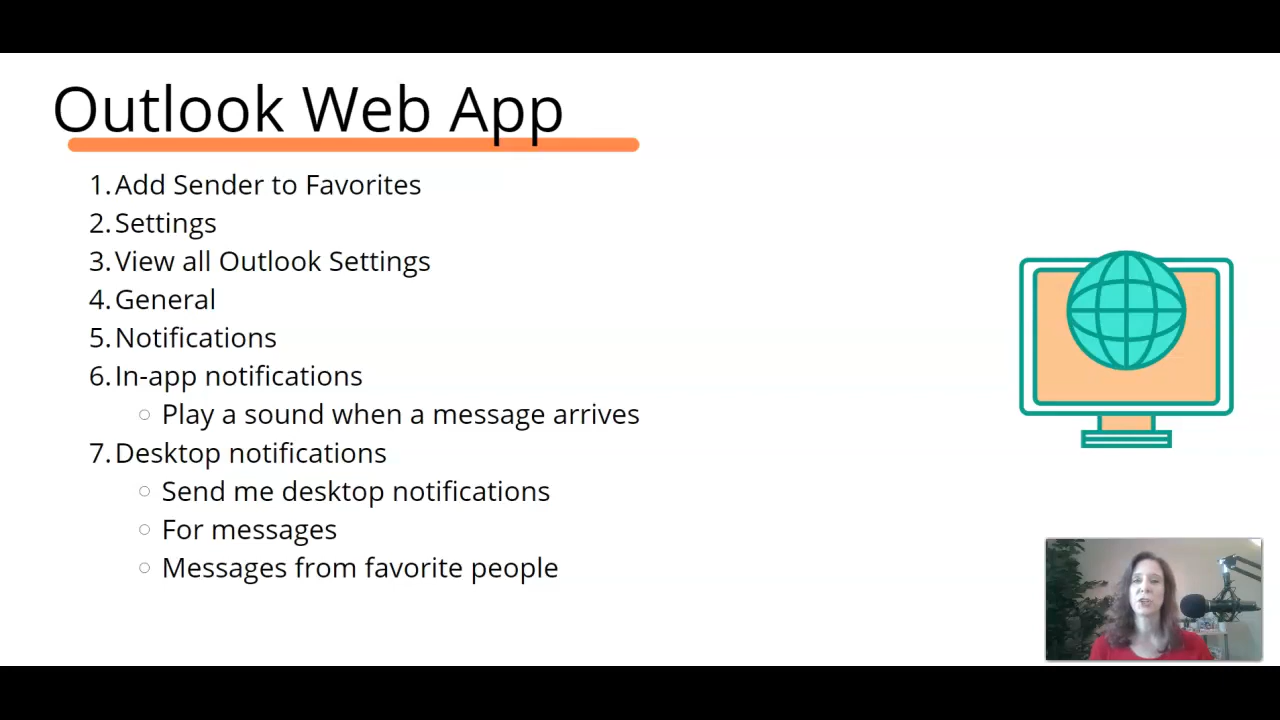 Outlook Web App
1. Add Sender to Favorites
2. Settings
3. View all Outlook Settings
4. General
5. Notifications
6. In-app notifications
○ Play a sound when a message arrives
7. Desktop notifications
○ Send me desktop notifications
○ For messages
○ Messages from favorite people